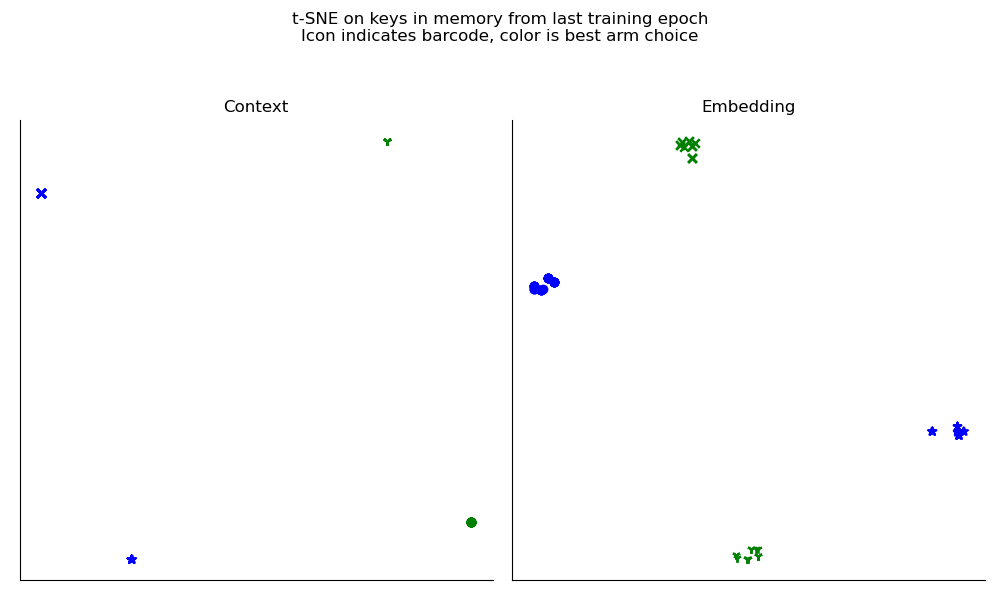 t-SNE on keys in memory from last training epoch
Icon indicates barcode, color is best arm choice
Context
Embedding